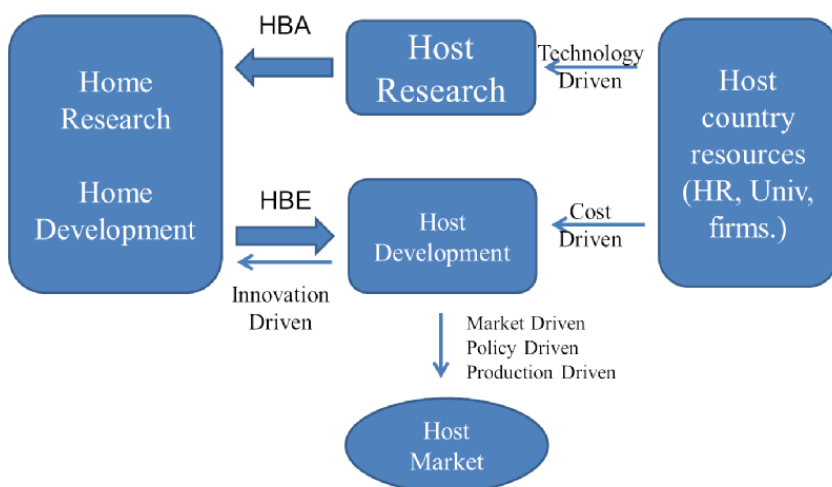 HBA
Home
Research
Home
Development
Host
Research
Technology
Driven
Host
country
resources
(HR, Univ,
firms.)
HBE
Host
Development
Cost
Driven
Innovation
Driven
Market Driven
Policy Driven
Production Driven
Host
Market